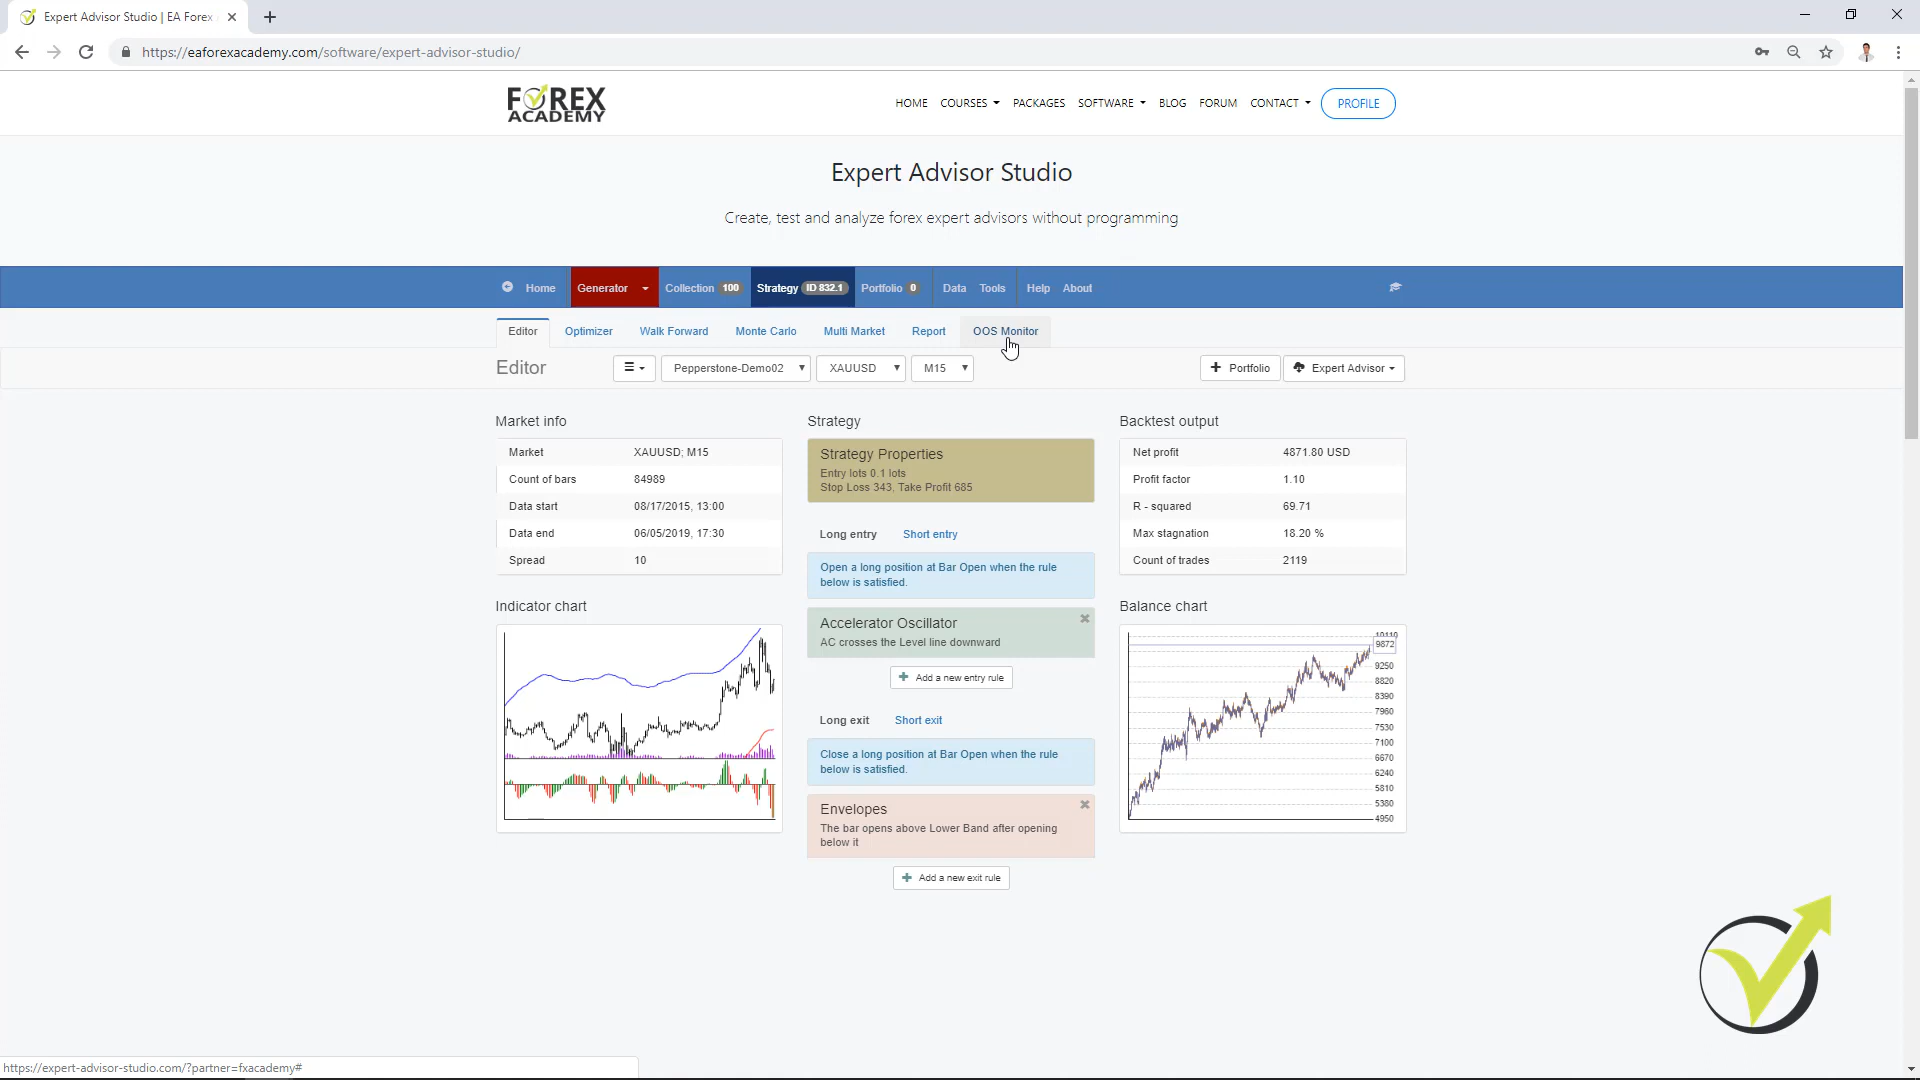 Expert Advisor Studio | EA Forex
https://eaforexacademy.com/software/expert-advisor-studio/
FOREX
ACADEMY
HOME COURSES PACKAGES SOFTWARE BLOG FORUM CONTACT PROFILE
Expert Advisor Studio
Create, test and analyze forex expert advisors without programming
Home Generator Collection 100 Strategy ID 832.1 Portfolio 0 Data Tools Help About
Editor Optimizer Walk Forward Monte Carlo Multi Market Report OOS Monitor
Editor Pepperstone-Demo02 XAUUSD M15 Portfolio Expert Advisor
Market info
Market XAUUSD; M15
Count of bars 84989
Data start 08/17/2015, 13:00
Data end 06/05/2019, 17:30
Spread 10
Indicator chart
Strategy
Strategy Properties
Entry lots 0.1 lots
Stop Loss 343, Take Profit 685
Long entry Short entry
Open a long position at Bar Open when the rule
below is satisfied.
Accelerator Oscillator
AC crosses the Level line downward
Add a new entry rule
Long exit Short exit
Close a long position at Bar Open when the rule
below is satisfied.
Envelopes
The bar opens above Lower Band after opening
below it
Add a new exit rule
Backtest output
Net profit 4871.80 USD
Profit factor 1.10
R - squared 69.71
Max stagnation 18.20 %
Count of trades 2119
Balance chart
10110
9872
9250
8820
8390
7960
7530
7100
6670
6240
5810
5380
4950
https://expert-advisor-studio.com/?partner=fxacademy#